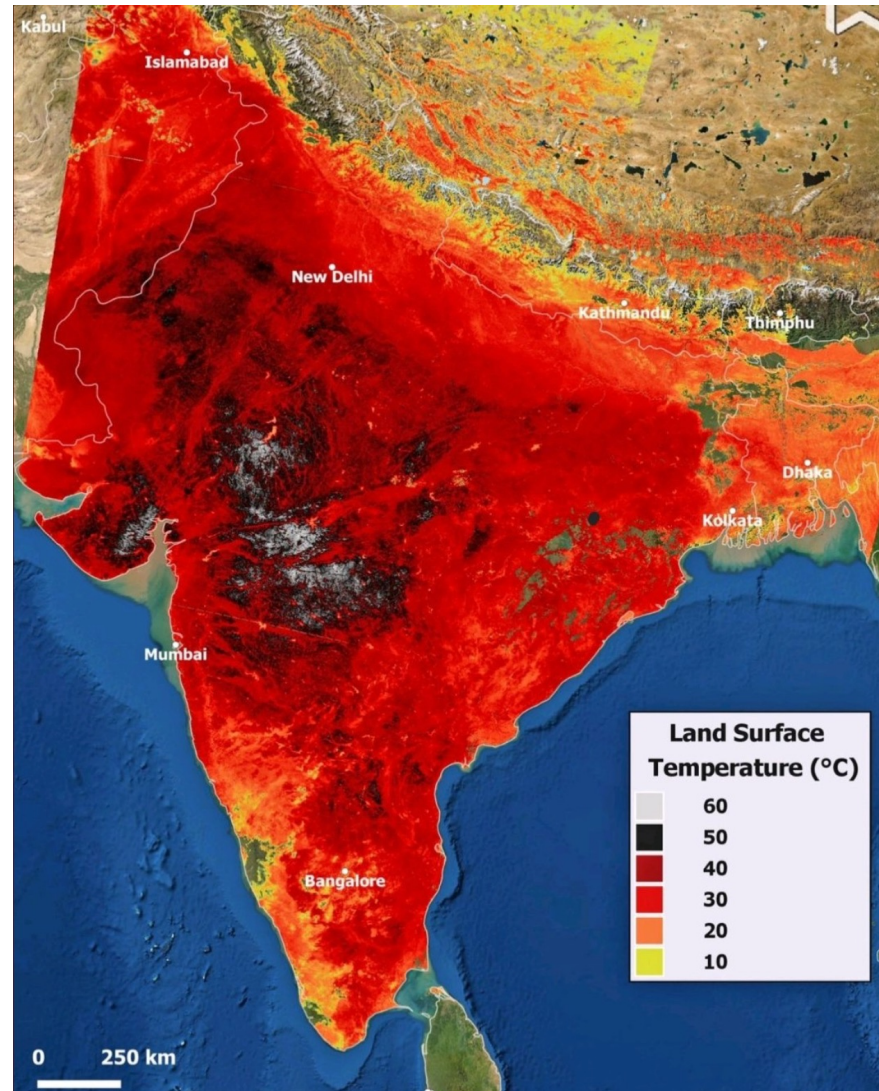 Kabul
Islamabad
New Delhi
Kathmandu
Thimphu
Dhaka
Kolkata
Mumbai
Bangalore
Land Surface
Temperature (°C)
60
50
40
30
20
10
0 250 km